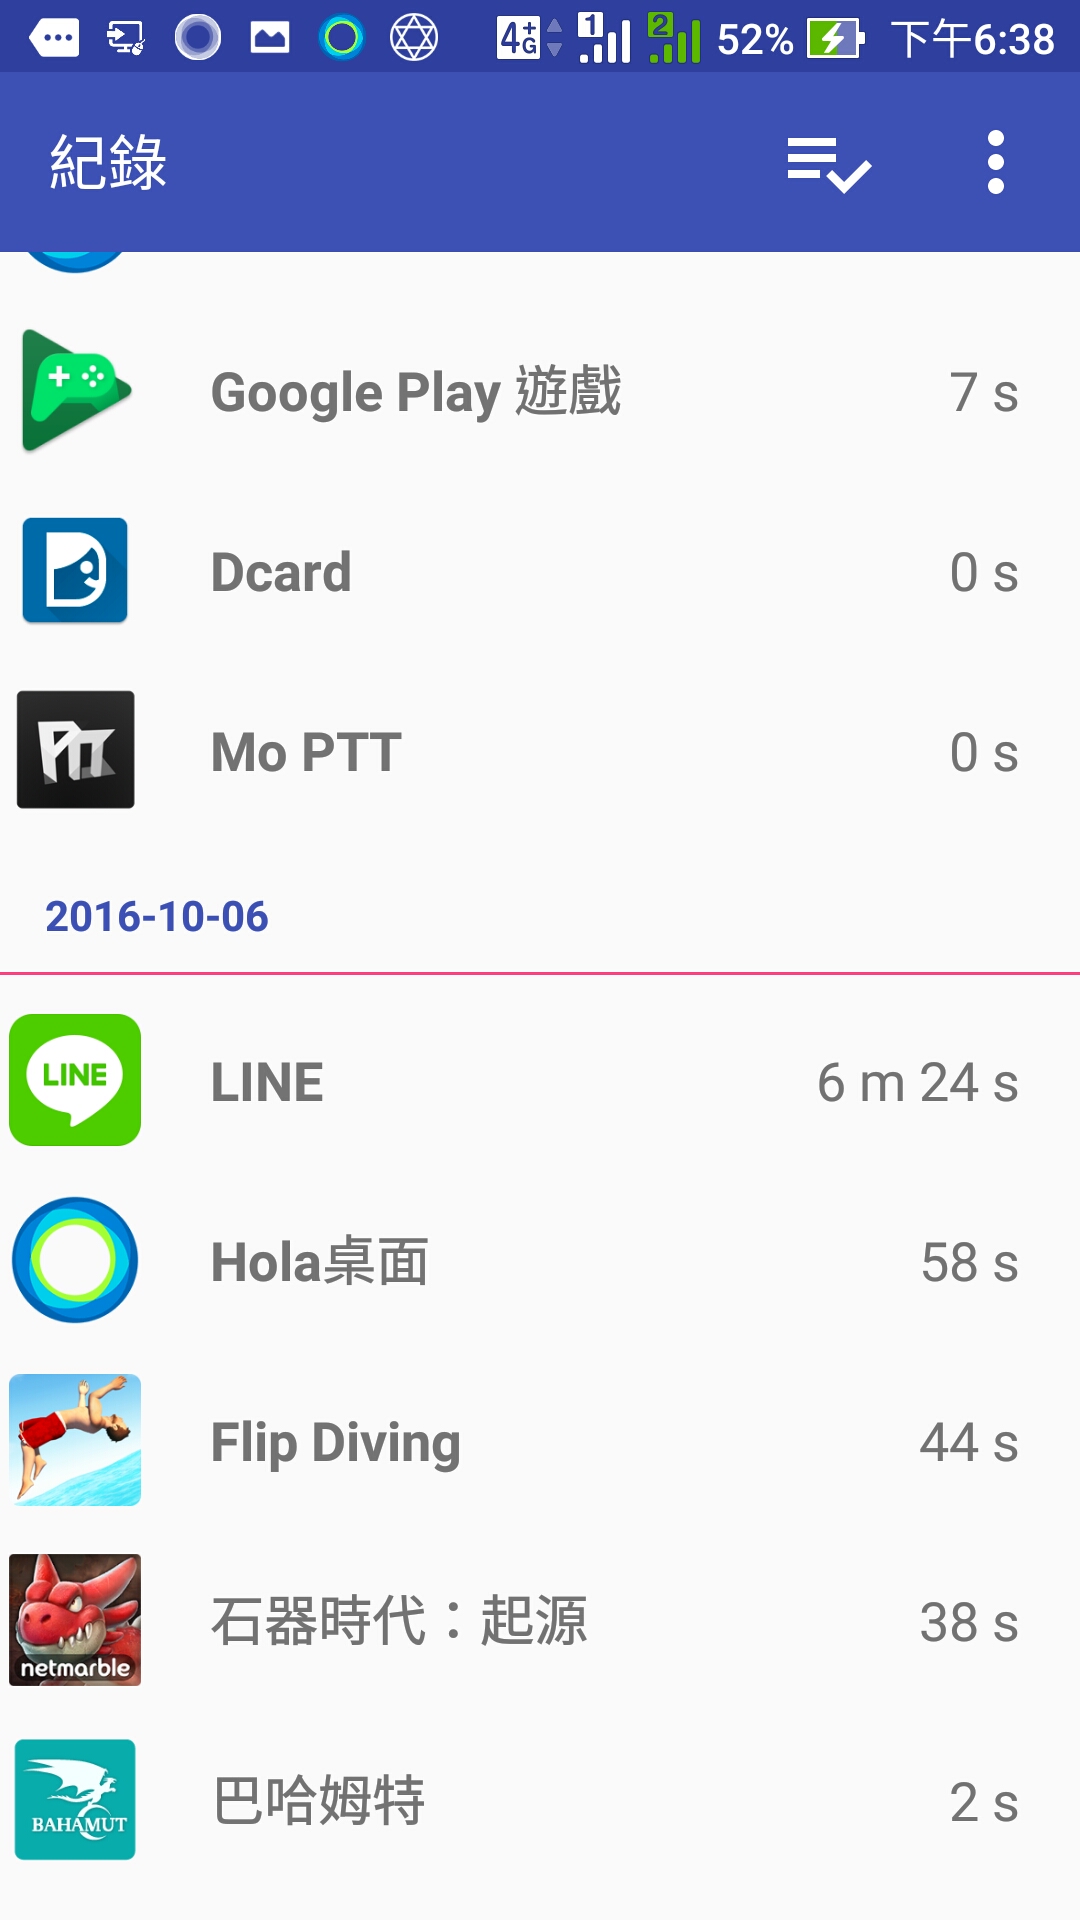 4+G 1 2 52% 下午6:38
紀錄
Google Play 遊戲 7 s
Dcard 0 s
PTT
Mo PTT 0 s
2016-10-06
LINE
LINE 6 m 24 s
Hola桌面 58 s
Flip Diving 44 s
石器時代：起源 38 s
netmarble
巴哈姆特 2 s
BAHAMUT